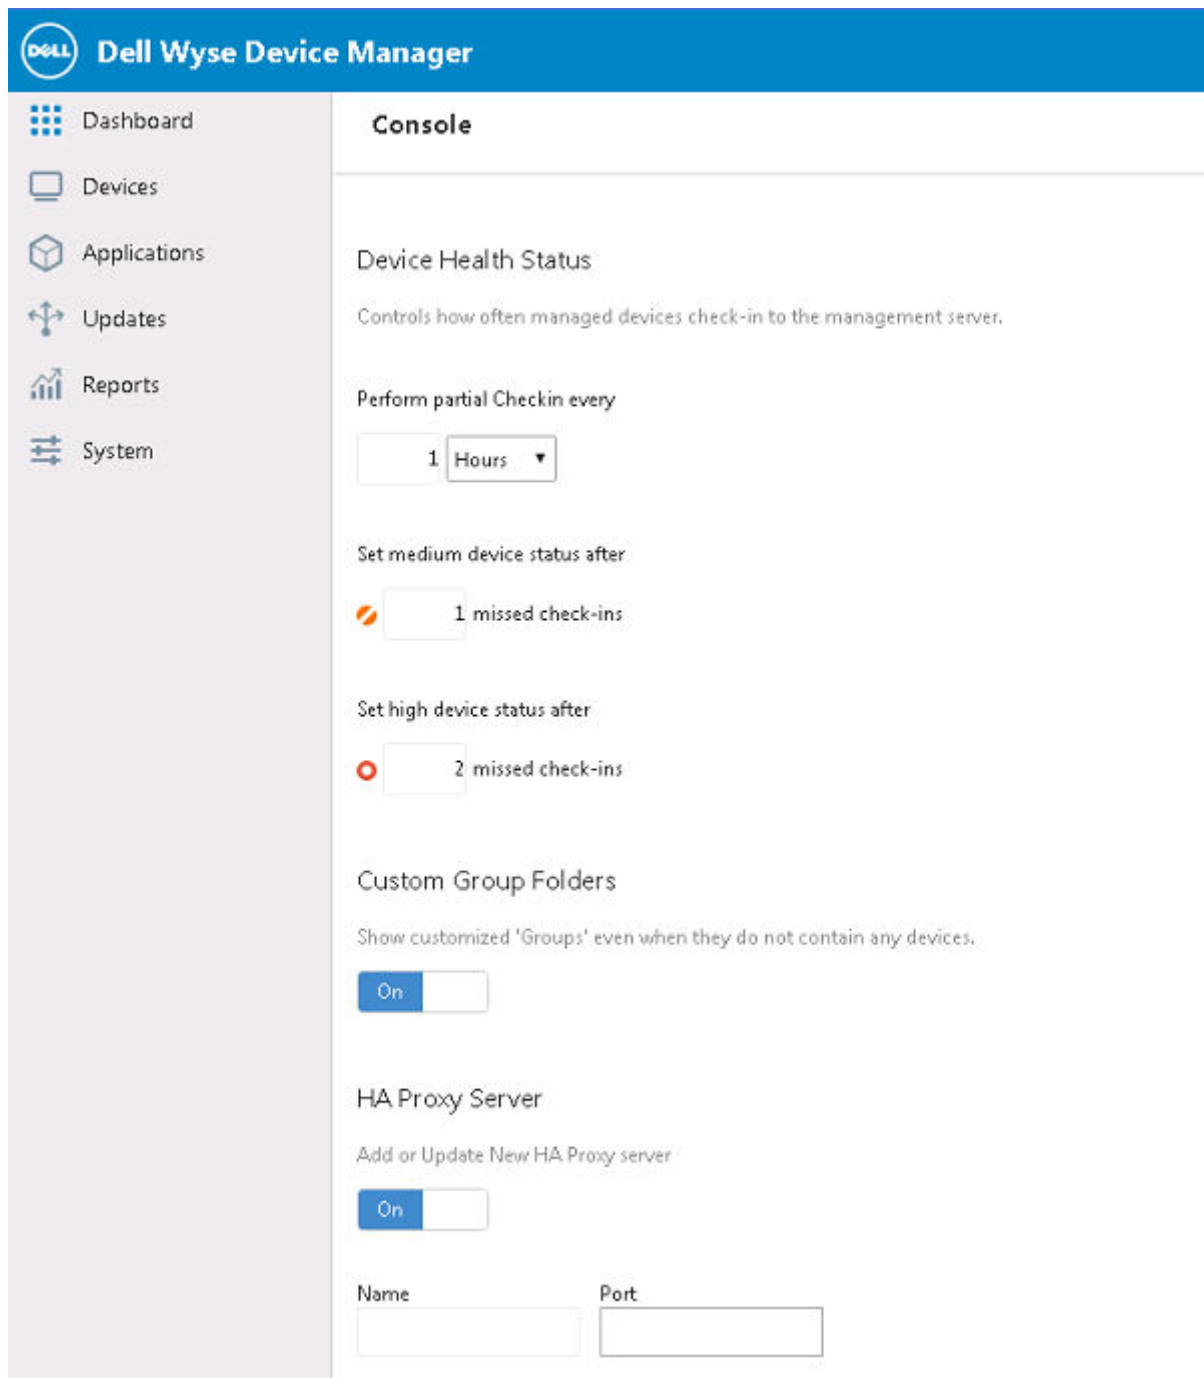 DELL Dell Wyse Device Manager
Dashboard
Devices
Applications
Updates
Reports
System
Console
Device Health Status
Controls how often managed devices check-in to the management server.
Perform partial Checkin every
1 Hours
Set medium device status after
1 missed check-ins
Set high device status after
2 missed check-ins
Custom Group Folders
Show customized 'Groups' even when they do not contain any devices.
On
HA Proxy Server
Add or Update New HA Proxy server
On
Name Port